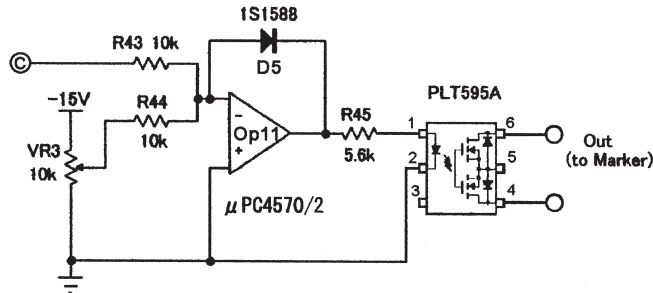 1S1588
R43 10k
C
D5
-15V
R44
10k
VR3
10k
-
Op11
+
μPC4570/2
R45
5.6k
PLT595A
1
2
3
6
5
4
Out
(to Marker)